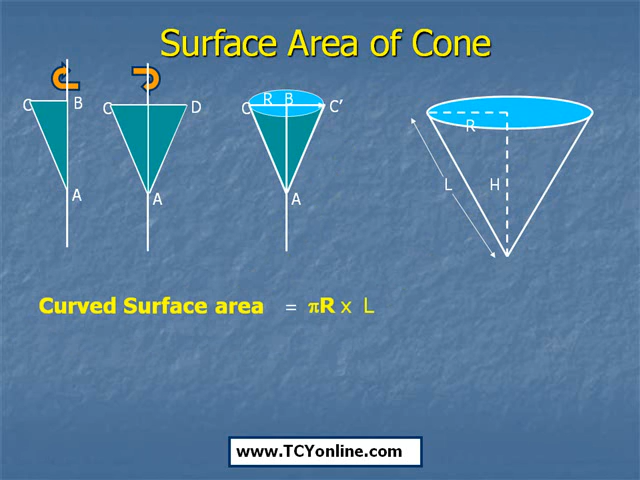 Surface Area of Cone
C B C D C R B C’
R
A A A L H
Curved Surface area = πR x L
www.TCYonline.com